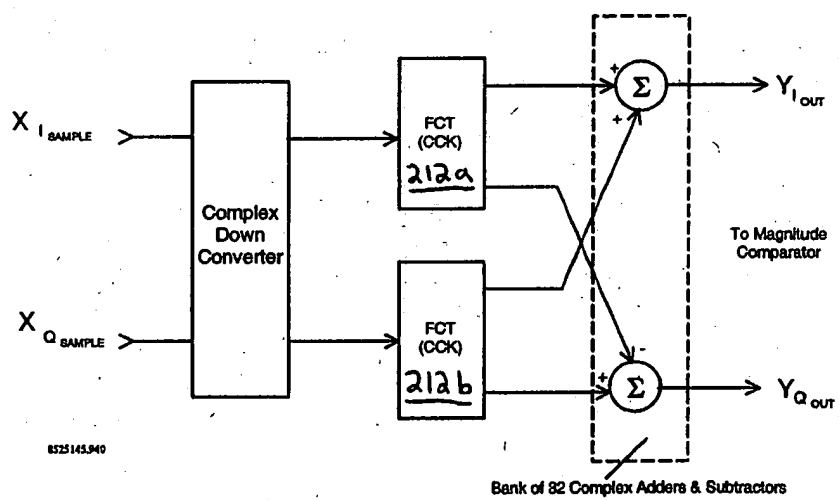 X I SAMPLE
X Q SAMPLE
Complex
Down
Converter
FCT
(CCK)
212a
FCT
(CCK)
212b
+
Σ
+
-
+
Σ
Y I OUT
To Magnitude
Comparator
Y Q OUT
8525145.940
Bank of 32 Complex Adders & Subtractors